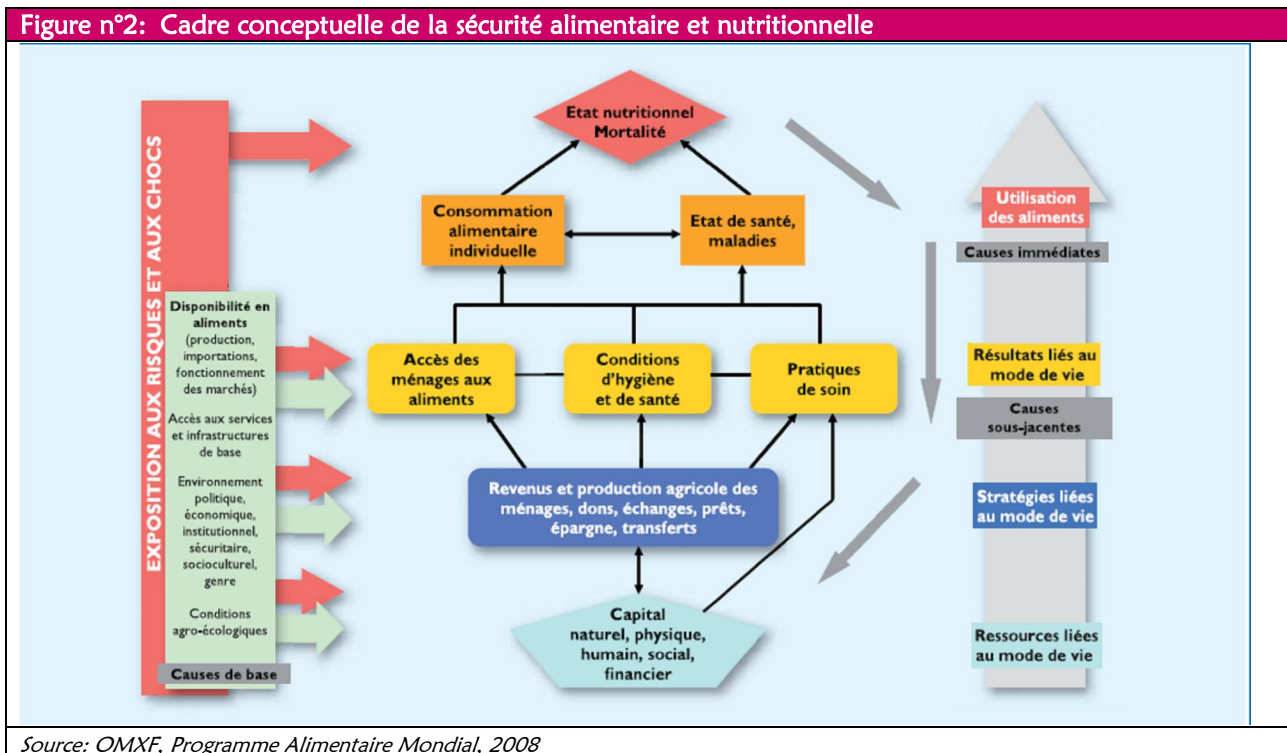 Figure n°2: Cadre conceptuelle de la sécurité alimentaire et nutritionnelle
EXPOSITION AUX RISQUES ET AUX CHOCS
Disponibilité en
aliments
(production,
importations,
fonctionnement
des marchés)
Accès aux services
et infrastructures
de base
Environnement
politique,
économique,
institutionnel,
sécuritaire,
socioculturel,
genre
Conditions
agro-écologiques
Causes de base
Etat nutritionnel
Mortalité
Consommation
alimentaire
individuelle
Etat de santé,
maladies
Accès des
ménages aux
aliments
Conditions
d'hygiène
et de santé
Pratiques
de soin
Revenus et production agricole des
ménages, dons, échanges, prêts,
épargne, transferts
Capital
naturel, physique,
humain, social,
financier
Utilisation
des aliments
Causes immédiates
Résultats liés au
mode de vie
Causes
sous-jacentes
Stratégies liées
au mode de vie
Ressources liées
au mode de vie
Source: OMXF, Programme Alimentaire Mondial, 2008